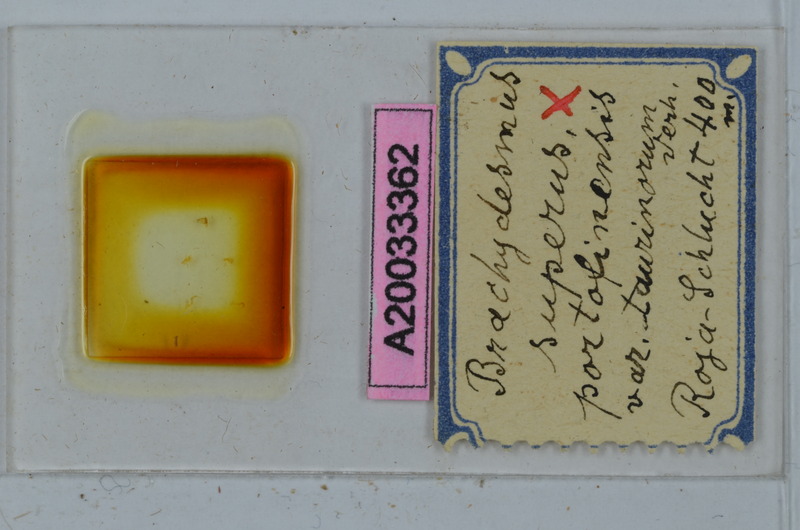 A20033362
Brachydesmus
superus, X
portofinensis
var. taurinorum
Verh.
Roja-Schlucht 400
m.